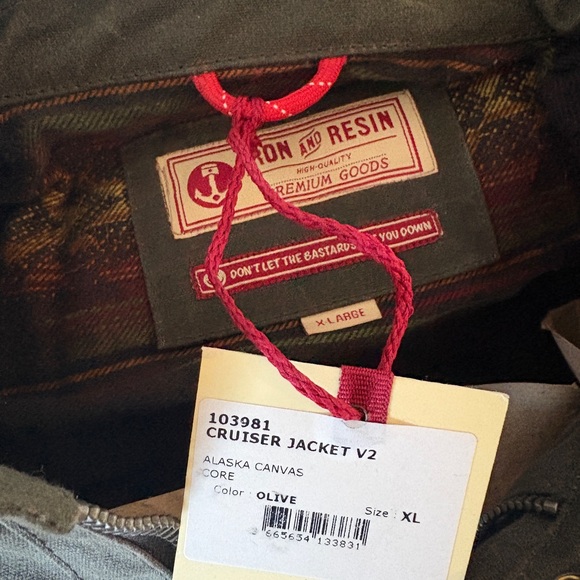 RON AND RESIN
HIGH-QUALITY
REMIUM GOODS
DON'T LET THE BASTARDS YOU DOWN
X-LARGE
103981
CRUISER JACKET V2
ALASKA CANVAS
CORE
Color : OLIVE
Size : XL
665634 133831